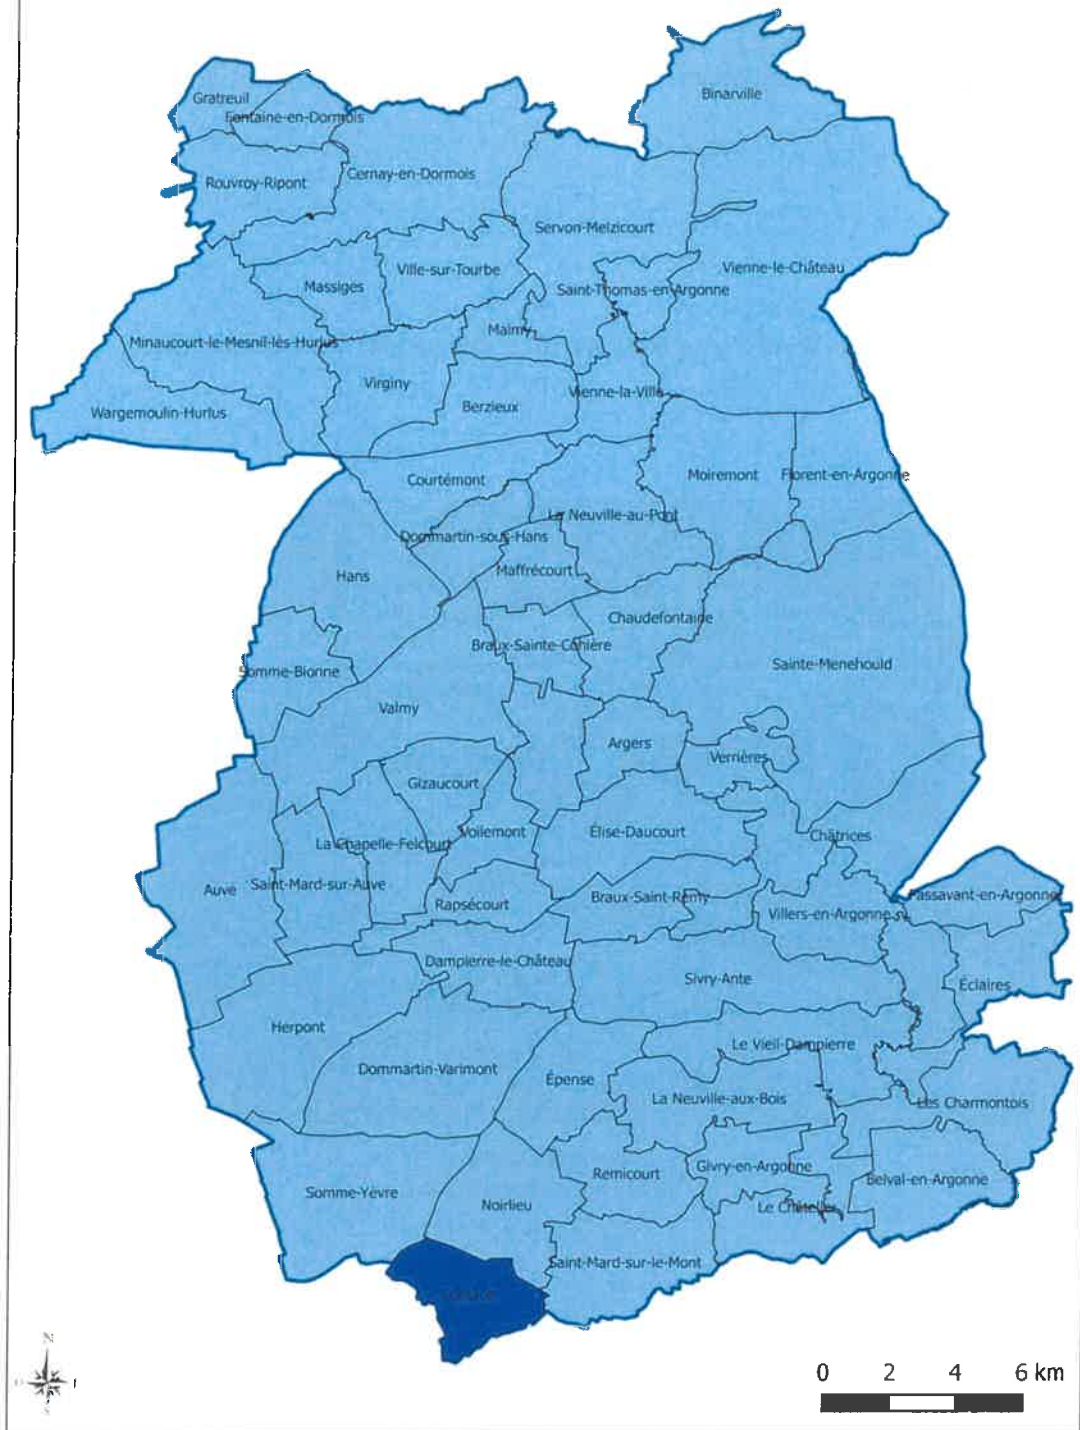 Binarville
Gratreuil
Fontaine-en-Dormois
Cernay-en-Dormois
Rouvroy-Ripont
Servon-Melzicourt
Vienne-le-Château
Ville-sur-Tourbe
Massiges
Saint-Thomas-en-Argonne
Malmy
Minaucourt-le-Mesnil-lès-Hurlus
Virginy
Vienne-la-Ville
Berzieux
Wargemoulin-Hurlus
Courtémont
Moiremont
Florent-en-Argonne
La Neuville-au-Pont
Dommartin-sous-Hans
Maffrécourt
Hans
Chaudefontaine
Braux-Sainte-Cohière
Sainte-Menehould
Somme-Bionne
Valmy
Argers
Verrières
Gizaucourt
Voilemont
Élise-Daucourt
Châtrices
La Chapelle-Felcourt
Auve
Saint-Mard-sur-Auve
Rapsécourt
Braux-Saint-Rémy
Villers-en-Argonne
Passavant-en-Argonne
Dampierre-le-Château
Sivry-Ante
Éclaires
Herpont
Le Vieil-Dampierre
Dommartin-Varimont
Épense
La Neuville-aux-Bois
Les Charmontois
Remicourt
Givry-en-Argonne
Belval-en-Argonne
Somme-Yèvre
Noirlieu
Le Châtelier
Saint-Mard-sur-le-Mont
0 2 4 6 km